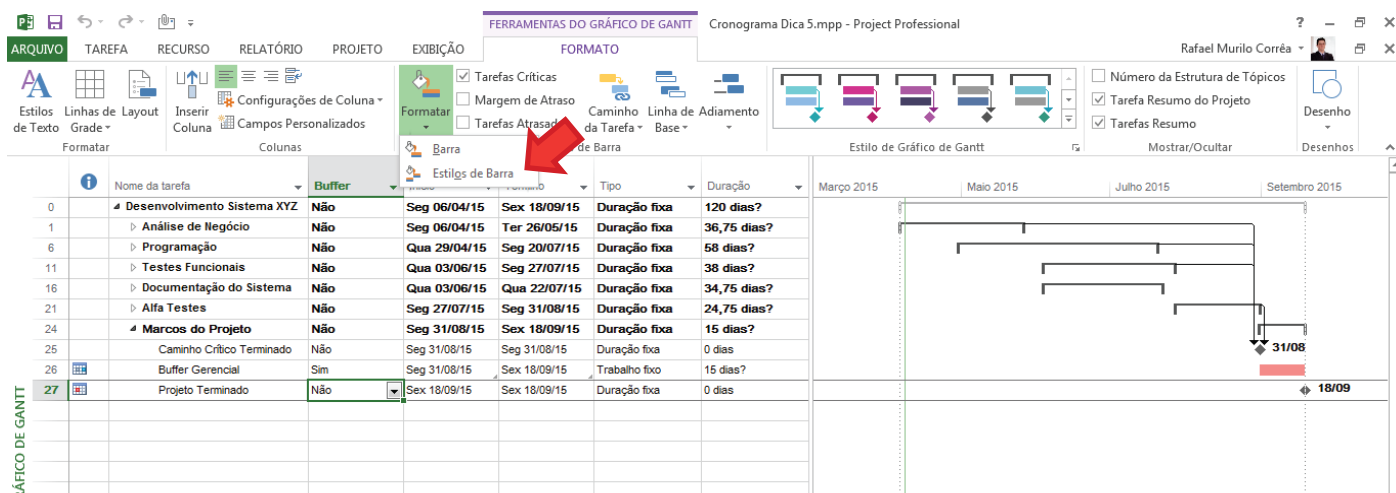 FERRAMENTAS DO GRÁFICO DE GANTT Cronograma Dica 5.mpp - Project Professional
ARQUIVO TAREFA RECURSO RELATÓRIO PROJETO EXIBIÇÃO FORMATO Rafael Murilo Corrêa
Estilos de Texto
Linhas de Grade
Layout
Formatar
Inserir Coluna
Configurações de Coluna
Campos Personalizados
Colunas
Formatar
Tarefas Críticas
Margem de Atraso
Tarefas Atrasad
Caminho da Tarefa
Linha de Base
Adiamento
de Barra
Barra
Estilos de Barra
Estilo de Gráfico de Gantt
Número da Estrutura de Tópicos
Tarefa Resumo do Projeto
Tarefas Resumo
Mostrar/Ocultar
Desenho
Desenhos
Nome da tarefa Buffer Tipo Duração Março 2015 Maio 2015 Julho 2015 Setembro 2015
0 Desenvolvimento Sistema XYZ Não Seg 06/04/15 Sex 18/09/15 Duração fixa 120 dias?
1 Análise de Negócio Não Seg 06/04/15 Ter 26/05/15 Duração fixa 36,75 dias?
6 Programação Não Qua 29/04/15 Seg 20/07/15 Duração fixa 58 dias?
11 Testes Funcionais Não Qua 03/06/15 Seg 27/07/15 Duração fixa 38 dias?
16 Documentação do Sistema Não Qua 03/06/15 Qua 22/07/15 Duração fixa 34,75 dias?
21 Alfa Testes Não Seg 27/07/15 Seg 31/08/15 Duração fixa 24,75 dias?
24 Marcos do Projeto Não Seg 31/08/15 Sex 18/09/15 Duração fixa 15 dias?
25 Caminho Crítico Terminado Não Seg 31/08/15 Seg 31/08/15 Duração fixa 0 dias 31/08
26 Buffer Gerencial Sim Seg 31/08/15 Sex 18/09/15 Trabalho fixo 15 dias?
27 Projeto Terminado Não Sex 18/09/15 Sex 18/09/15 Duração fixa 0 dias 18/09
ÁFICO DE GANTT